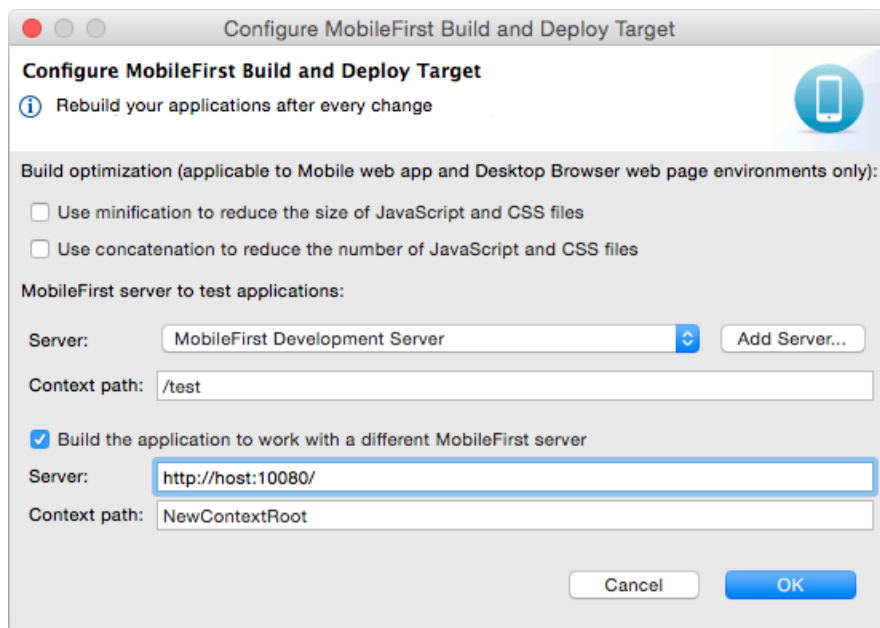 Configure MobileFirst Build and Deploy Target
Configure MobileFirst Build and Deploy Target
Rebuild your applications after every change
Build optimization (applicable to Mobile web app and Desktop Browser web page environments only):
Use minification to reduce the size of JavaScript and CSS files
Use concatenation to reduce the number of JavaScript and CSS files
MobileFirst server to test applications:
Server: MobileFirst Development Server Add Server...
Context path: /test
Build the application to work with a different MobileFirst server
Server: http://host:10080/
Context path: NewContextRoot
Cancel OK